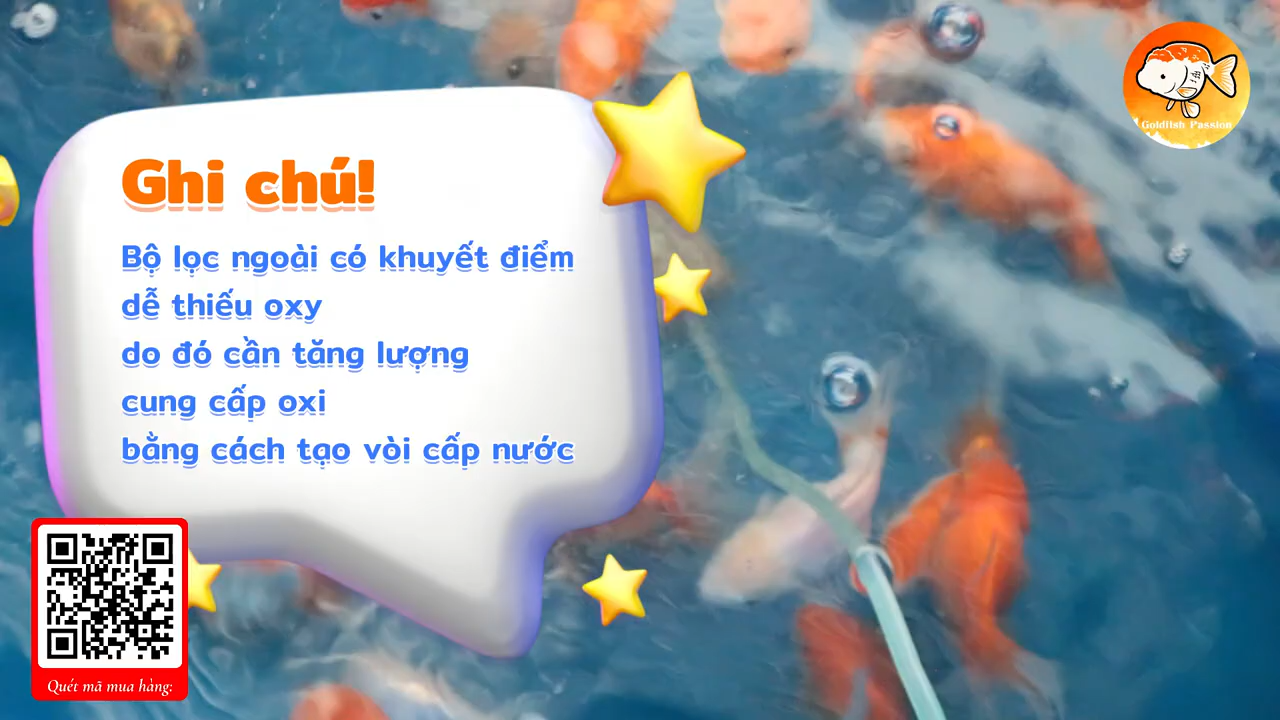 Goldfish Passion
Ghi chú!
Bộ lọc ngoài có khuyết điểm
dễ thiếu oxy
do đó cần tăng lượng
cung cấp oxi
bằng cách tạo vòi cấp nước
Quét mã mua hàng: